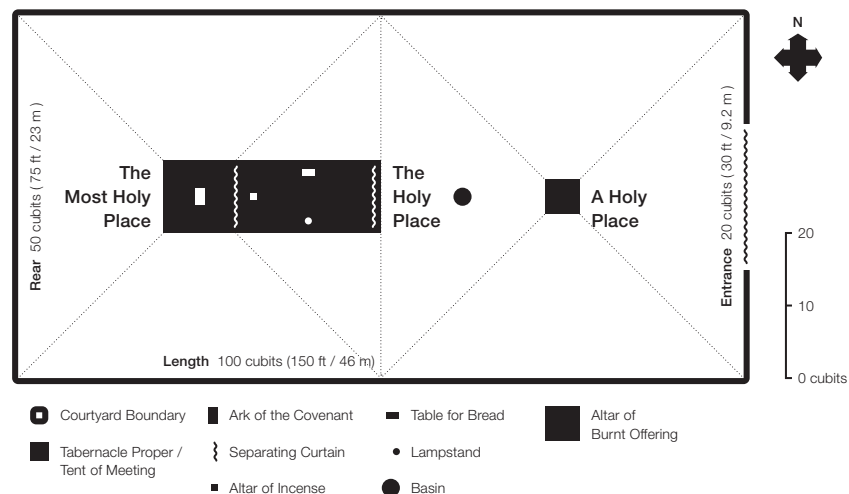 N
Rear 50 cubits ( 75 ft / 23 m )
The
Most Holy
Place
The
Holy
Place
A Holy
Place
Entrance 20 cubits ( 30 ft / 9.2 m )
20
10
0 cubits
Length 100 cubits (150 ft / 46 m)
Courtyard Boundary
Ark of the Covenant
Table for Bread
Altar of
Burnt Offering
Tabernacle Proper /
Tent of Meeting
Separating Curtain
Lampstand
Altar of Incense
Basin